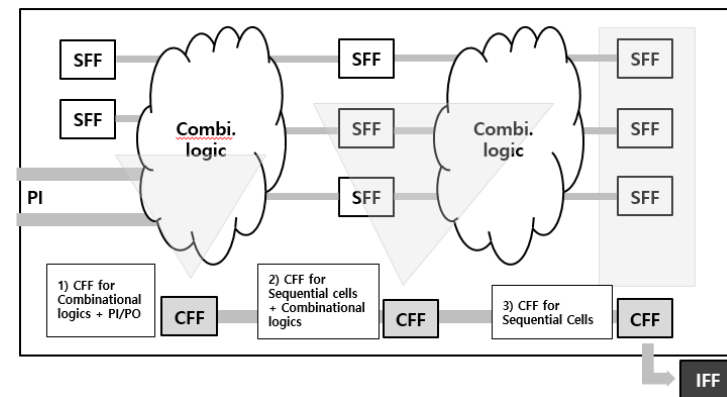 SFF
SFF
SFF
SFF
SFF
Combi.
logic
SFF
Combi.
logic
SFF
SFF
SFF
PI
1) CFF for
Combinational
logics + PI/PO
CFF
2) CFF for
Sequential cells
+ Combinational
logics
CFF
3) CFF for
Sequential Cells
CFF
IFF